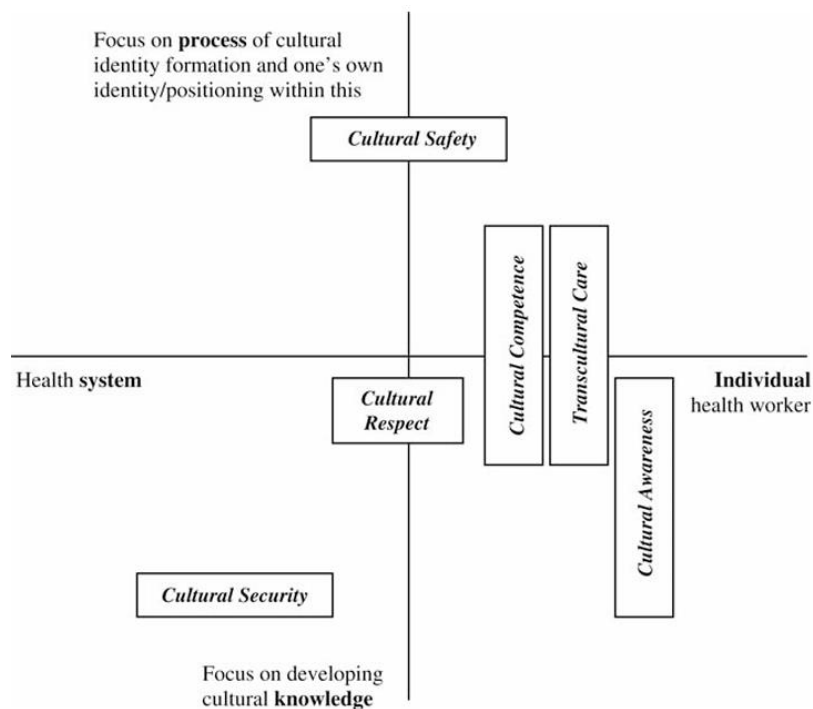 Focus on process of cultural
identity formation and one’s own
identity/positioning within this
Cultural Safety
Cultural Competence
Transcultural Care
Health system
Individual
health worker
Cultural
Respect
Cultural Awareness
Cultural Security
Focus on developing
cultural knowledge